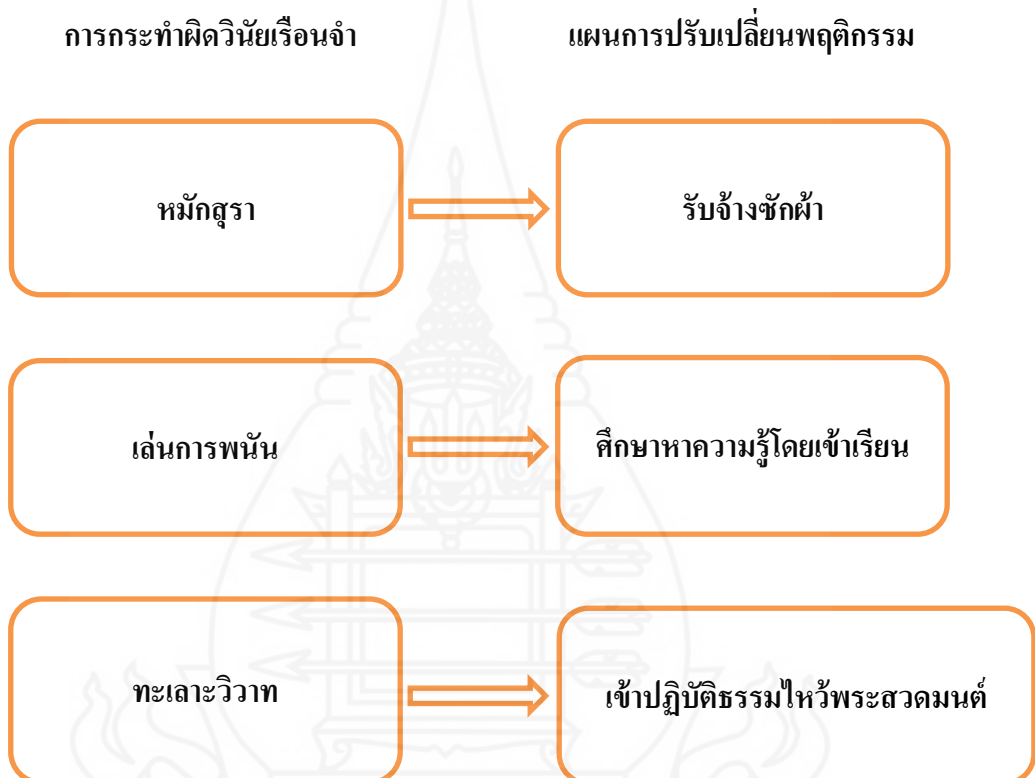 การกระทำผิดวินัยเรือนจำ
แผนการปรับเปลี่ยนพฤติกรรม
หมักสุรา
รับจ้างซักผ้า
เล่นการพนัน
ศึกษาหาความรู้โดยเข้าเรียน
ทะเลาะวิวาท
เข้าปฏิบัติธรรมไหว้พระสวดมนต์